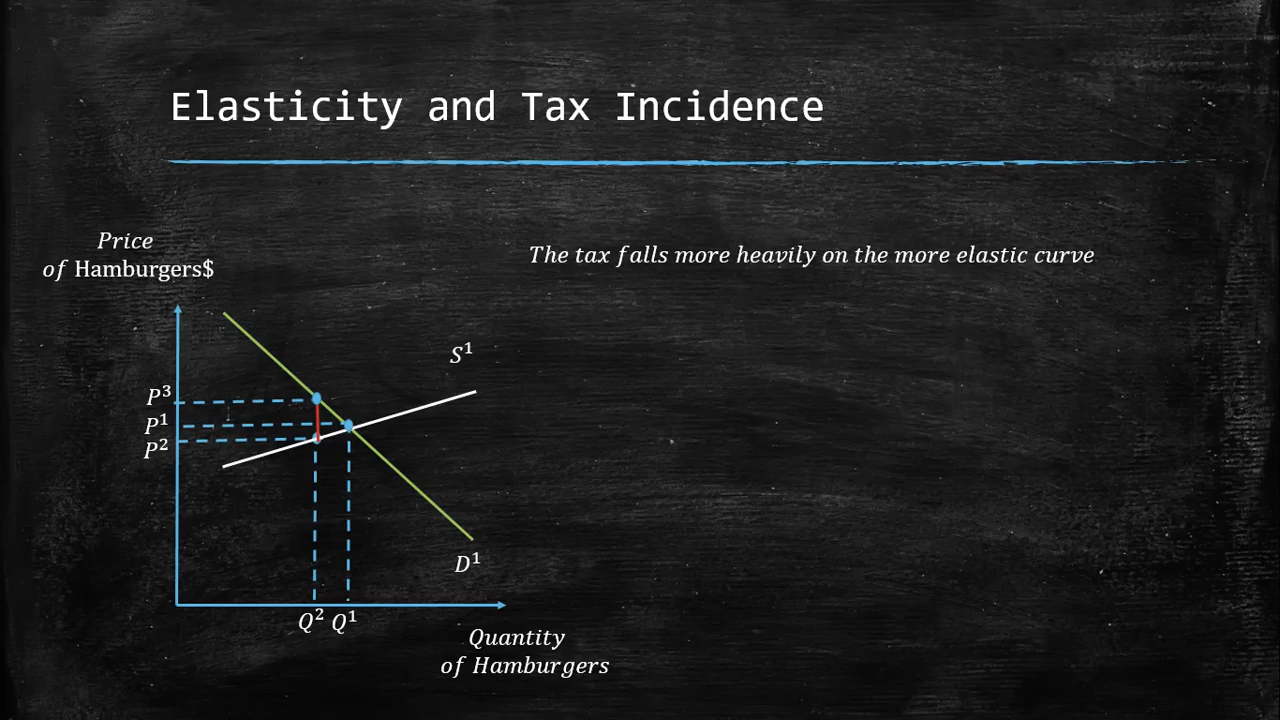 Elasticity and Tax Incidence
Price
of Hamburgers$
The tax falls more heavily on the more elastic curve
S¹
P³
P¹
P²
D¹
Q² Q¹
Quantity
of Hamburgers